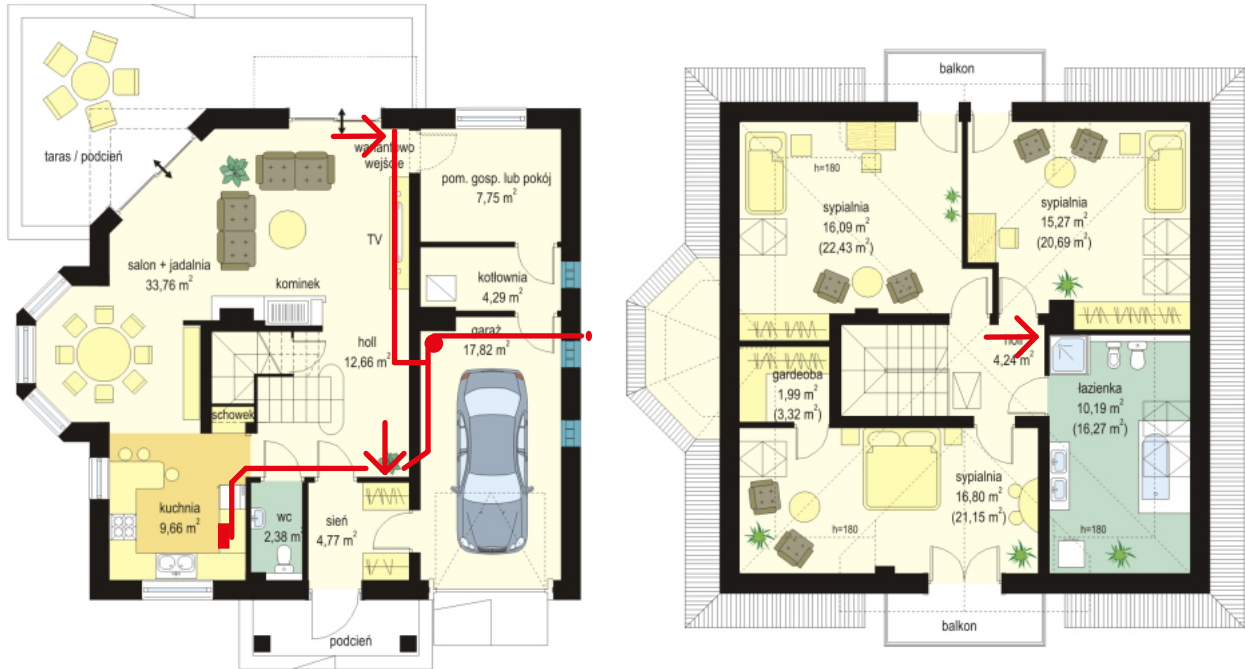 taras / podcień
wariantowo
wejście
pom. gosp. lub pokój
7,75 m²
TV
salon + jadalnia
33,76 m²
kominek
kotłownia
4,29 m²
holl
12,66 m²
garaż
17,82 m²
schowek
kuchnia
9,66 m²
wc
2,38 m²
sień
4,77 m²
podcień
balkon
h=180
sypialnia
16,09 m²
(22,43 m²)
sypialnia
15,27 m²
(20,69 m²)
holl
4,24 m²
gardeoba
1,99 m²
(3,32 m²)
łazienka
10,19 m²
(16,27 m²)
sypialnia
16,80 m²
(21,15 m²)
h=180
h=180
balkon